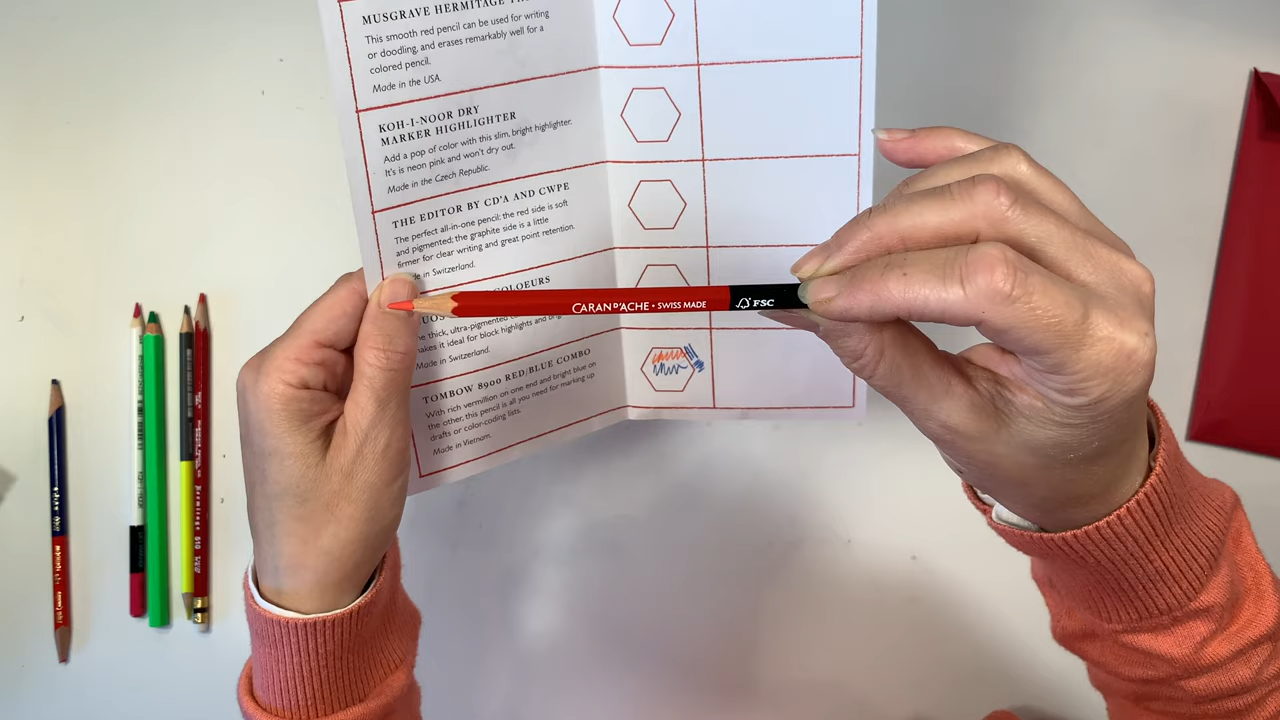 MUSGRAVE HERMITAGE
This smooth red pencil can be used for writing
or doodling, and erases remarkably well for a
colored pencil.
Made in the USA.
KOH-I-NOOR DRY
MARKER HIGHLIGHTER
Add a pop of color with this slim, bright highlighter.
It's is neon pink and won't dry out.
Made in the Czech Republic.
THE EDITOR BY CD'A AND CWPE
The perfect all-in-one pencil: the red side is soft
and pigmented; the graphite side is a little
firmer for clear writing and great point retention.
in Switzerland.
CARAN D'ACHE • SWISS MADE
FSC
thick, ultra-pigmented
makes it ideal for block highlights and
Made in Switzerland.
TOMBOW 8900 RED/BLUE COMBO
With rich vermillion on one end and bright blue on
the other, this pencil is all you need for marking up
drafts or color-coding lists.
Made in Vietnam.
Hermitage 510